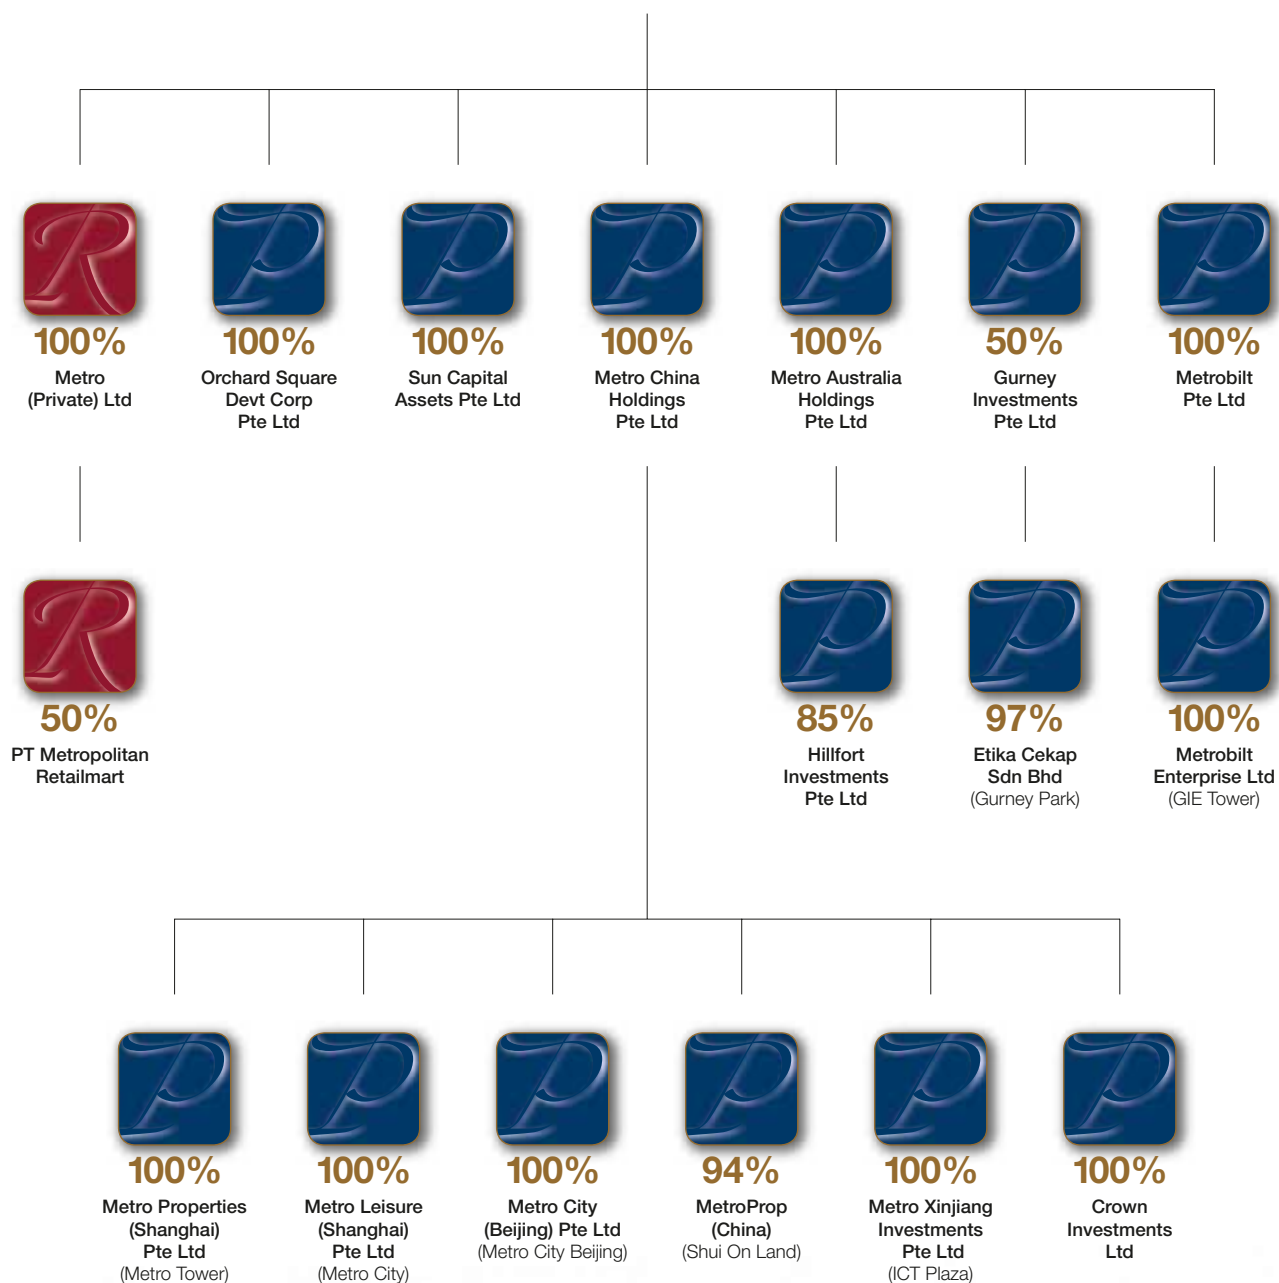 R
100%
Metro
(Private) Ltd
P
100%
Orchard Square
Devt Corp
Pte Ltd
P
100%
Sun Capital
Assets Pte Ltd
P
100%
Metro China
Holdings
Pte Ltd
P
100%
Metro Australia
Holdings
Pte Ltd
P
50%
Gurney
Investments
Pte Ltd
P
100%
Metrobilt
Pte Ltd
R
50%
PT Metropolitan
Retailmart
P
85%
Hillfort
Investments
Pte Ltd
P
97%
Etika Cekap
Sdn Bhd
(Gurney Park)
P
100%
Metrobilt
Enterprise Ltd
(GIE Tower)
P
100%
Metro Properties
(Shanghai)
Pte Ltd
(Metro Tower)
P
100%
Metro Leisure
(Shanghai)
Pte Ltd
(Metro City)
P
100%
Metro City
(Beijing) Pte Ltd
(Metro City Beijing)
P
94%
MetroProp
(China)
(Shui On Land)
P
100%
Metro Xinjiang
Investments
Pte Ltd
(ICT Plaza)
P
100%
Crown
Investments
Ltd